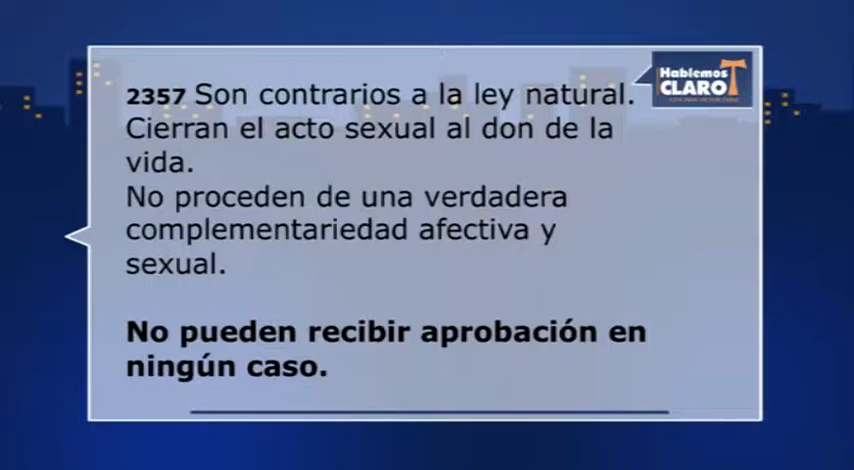 2357 Son contrarios a la ley natural.
Cierran el acto sexual al don de la
vida.
No proceden de una verdadera
complementariedad afectiva y
sexual.
No pueden recibir aprobación en
ningún caso.
Hablemos
CLARO